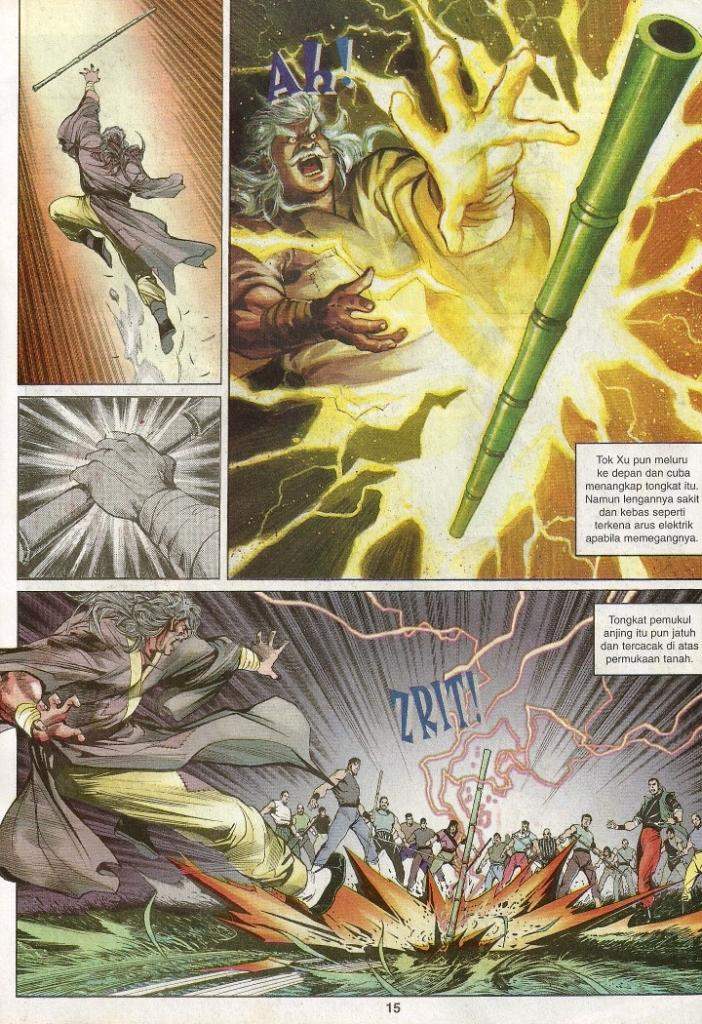 Ah!
Tok Xu pun meluru
ke depan dan cuba
menangkap tongkat itu.
Namun lengannya sakit
dan kebas seperti
terkena arus elektrik
apabila memegangnya.
Tongkat pemukul
anjing itu pun jatuh
dan tercacak di atas
permukaan tanah.
ZRIT!
15